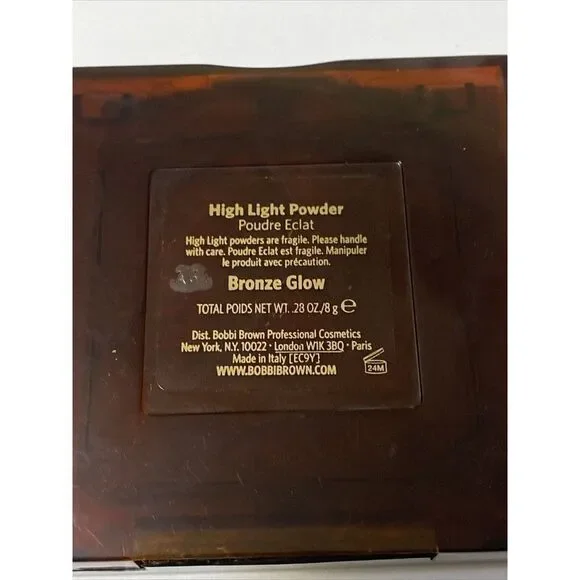 High Light Powder
Poudre Eclat
High Light powders are fragile. Please handle
with care. Poudre Eclat est fragile. Manipuler
le produit avec précaution.
Bronze Glow
TOTAL POIDS NET WT. .28 OZ./8 g ℮
Dist. Bobbi Brown Professional Cosmetics
New York, N.Y. 10022 · London W1K 3BQ · Paris
Made in Italy [EC9Y]
WWW.BOBBIBROWN.COM
24M